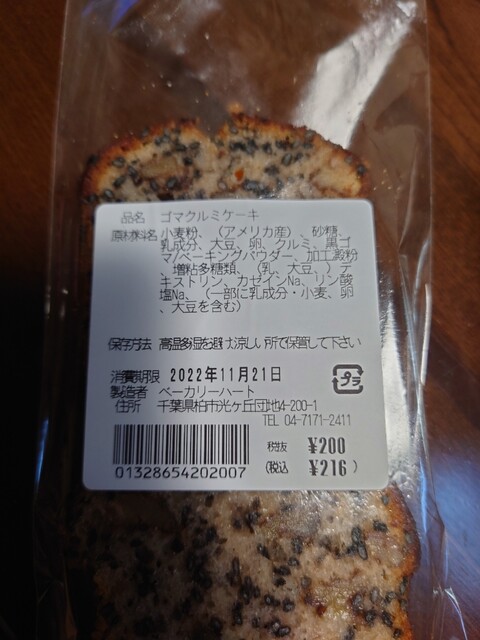 品名 ゴマクルミケーキ
原材料名 小麦粉、（アメリカ産）、砂糖、
乳成分、大豆、卵、クルミ、黒ゴ
マ/ベーキングパウダー、加工澱粉
、増粘多糖類、（乳、大豆、）デ
キストリン、カゼインNa、リン酸
塩Na、（一部に乳成分・小麦、卵
、大豆を含む）
保存方法 高温多湿を避け涼しい所で保管して下さい
消費期限 2022年11月21日
製造者 ベーカリーハート
住所 千葉県柏市光ヶ丘団地4-200-1
TEL 04-7171-2411
プラ
税抜 ¥200
(税込 ¥216 )
01328654202007